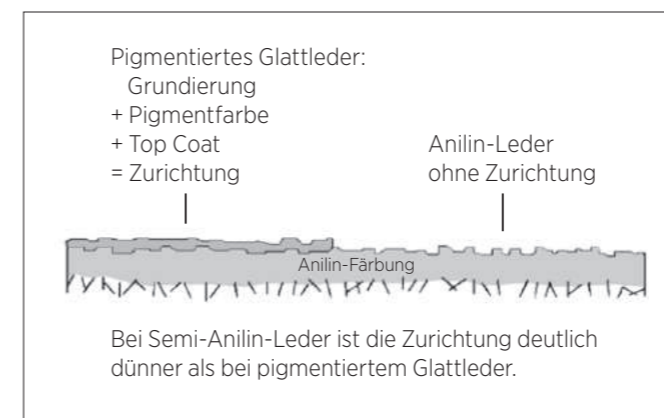 Pigmentiertes Glattleder:
Grundierung
+ Pigmentfarbe
+ Top Coat
= Zurichtung
Anilin-Leder
ohne Zurichtung
Anilin-Färbung
Bei Semi-Anilin-Leder ist die Zurichtung deutlich
dünner als bei pigmentiertem Glattleder.